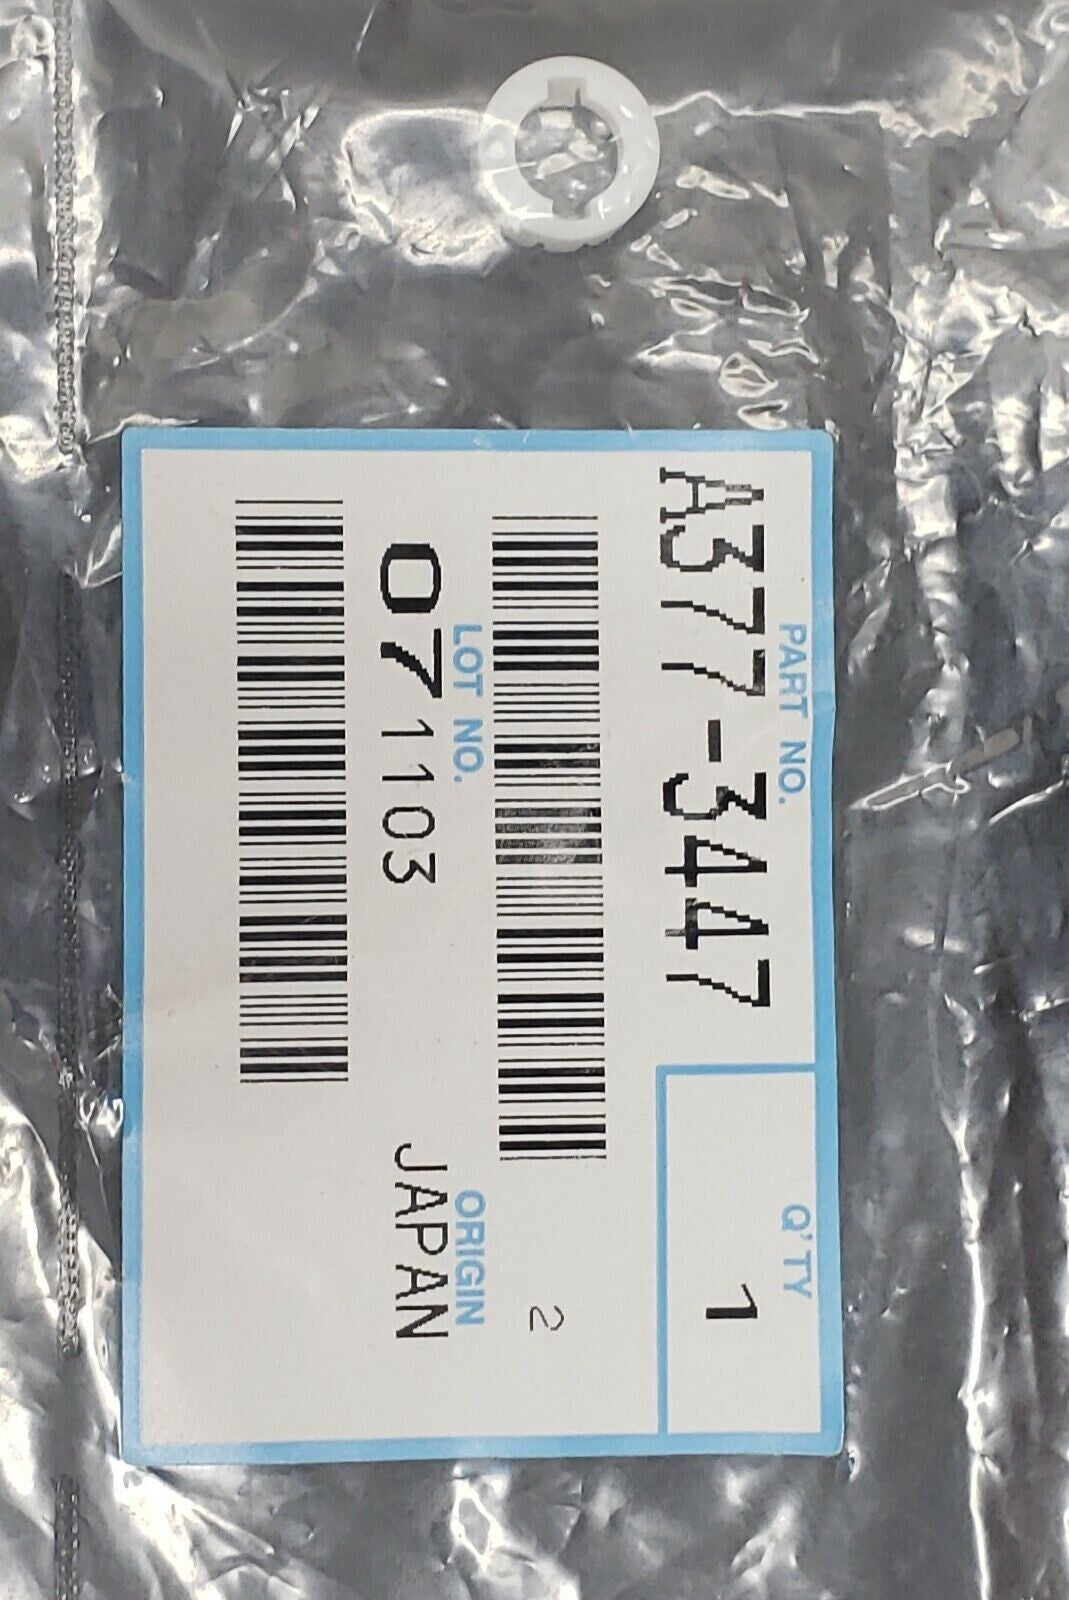 PART NO.
A377-3447
Q'TY
1
2
LOT NO.
071103
ORIGIN
JAPAN